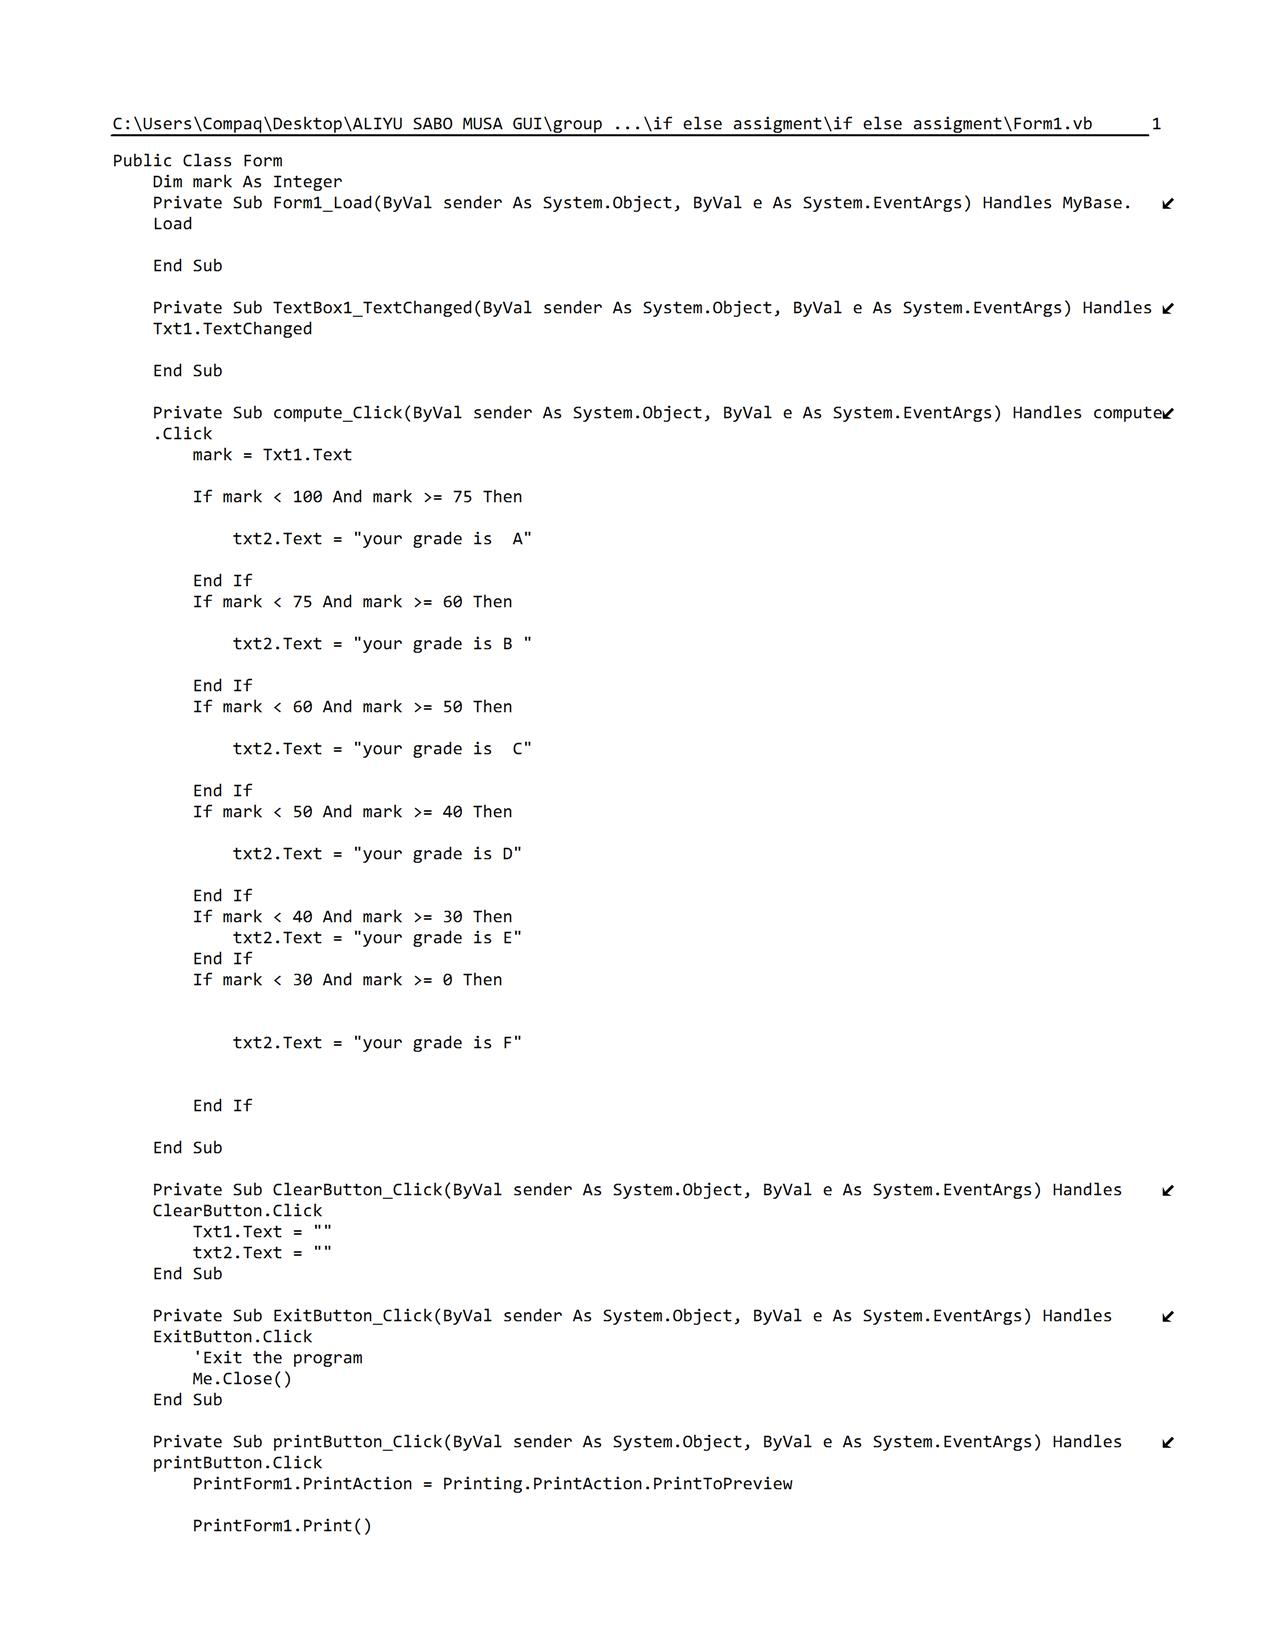 C:\Users\Compaq\Desktop\ALIYU SABO MUSA GUI\group ...\if else assigment\if else assigment\Form1.vb 1
Public Class Form
    Dim mark As Integer
    Private Sub Form1_Load(ByVal sender As System.Object, ByVal e As System.EventArgs) Handles MyBase.
    Load

    End Sub

    Private Sub TextBox1_TextChanged(ByVal sender As System.Object, ByVal e As System.EventArgs) Handles
    Txt1.TextChanged

    End Sub

    Private Sub compute_Click(ByVal sender As System.Object, ByVal e As System.EventArgs) Handles compute
    .Click
        mark = Txt1.Text

        If mark < 100 And mark >= 75 Then

            txt2.Text = "your grade is  A"

        End If
        If mark < 75 And mark >= 60 Then

            txt2.Text = "your grade is B "

        End If
        If mark < 60 And mark >= 50 Then

            txt2.Text = "your grade is  C"

        End If
        If mark < 50 And mark >= 40 Then

            txt2.Text = "your grade is D"

        End If
        If mark < 40 And mark >= 30 Then
            txt2.Text = "your grade is E"
        End If
        If mark < 30 And mark >= 0 Then


            txt2.Text = "your grade is F"


        End If

    End Sub

    Private Sub ClearButton_Click(ByVal sender As System.Object, ByVal e As System.EventArgs) Handles
    ClearButton.Click
        Txt1.Text = ""
        txt2.Text = ""
    End Sub

    Private Sub ExitButton_Click(ByVal sender As System.Object, ByVal e As System.EventArgs) Handles
    ExitButton.Click
        'Exit the program
        Me.Close()
    End Sub

    Private Sub printButton_Click(ByVal sender As System.Object, ByVal e As System.EventArgs) Handles
    printButton.Click
        PrintForm1.PrintAction = Printing.PrintAction.PrintToPreview

        PrintForm1.Print()